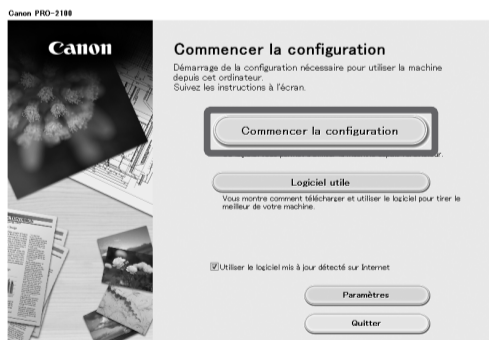 Canon PRO-2100
Canon
Commencer la configuration
Démarrage de la configuration nécessaire pour utiliser la machine
depuis cet ordinateur.
Suivez les instructions à l'écran.
Commencer la configuration
Logiciel utile
Vous montre comment télécharger et utiliser le logiciel pour tirer le
meilleur de votre machine.
Utiliser le logiciel mis à jour détecté sur Internet
Paramètres
Quitter